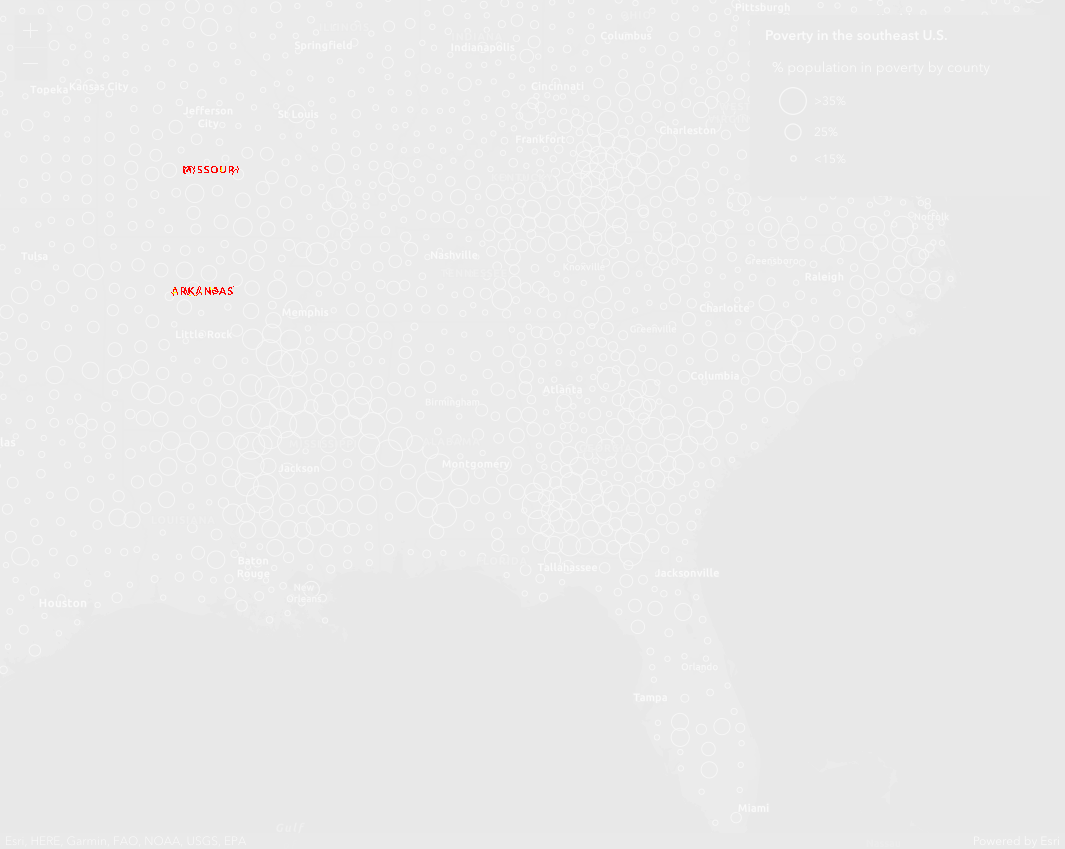 Pittsburgh
Poverty in the southeast U.S.
% population in poverty by county
>35%
25%
<15%
Columbus
Springfield
Indianapolis
Topeka
Kansas City
Cincinnati
Jefferson
City
St Louis
Frankfort
Charleston
MISSOURI
Norfolk
Tulsa
Nashville
Knoxville
Greensboro
Raleigh
ARKANSAS
Memphis
Charlotte
Little Rock
Greenville
Columbia
Atlanta
Birmingham
las
Jackson
Montgomery
LOUISIANA
Baton
Rouge
Tallahassee
Jacksonville
New
Orleans
Houston
Orlando
Tampa
Miami
Gulf
Esri, HERE, Garmin, FAO, NOAA, USGS, EPA
Powered by Esri